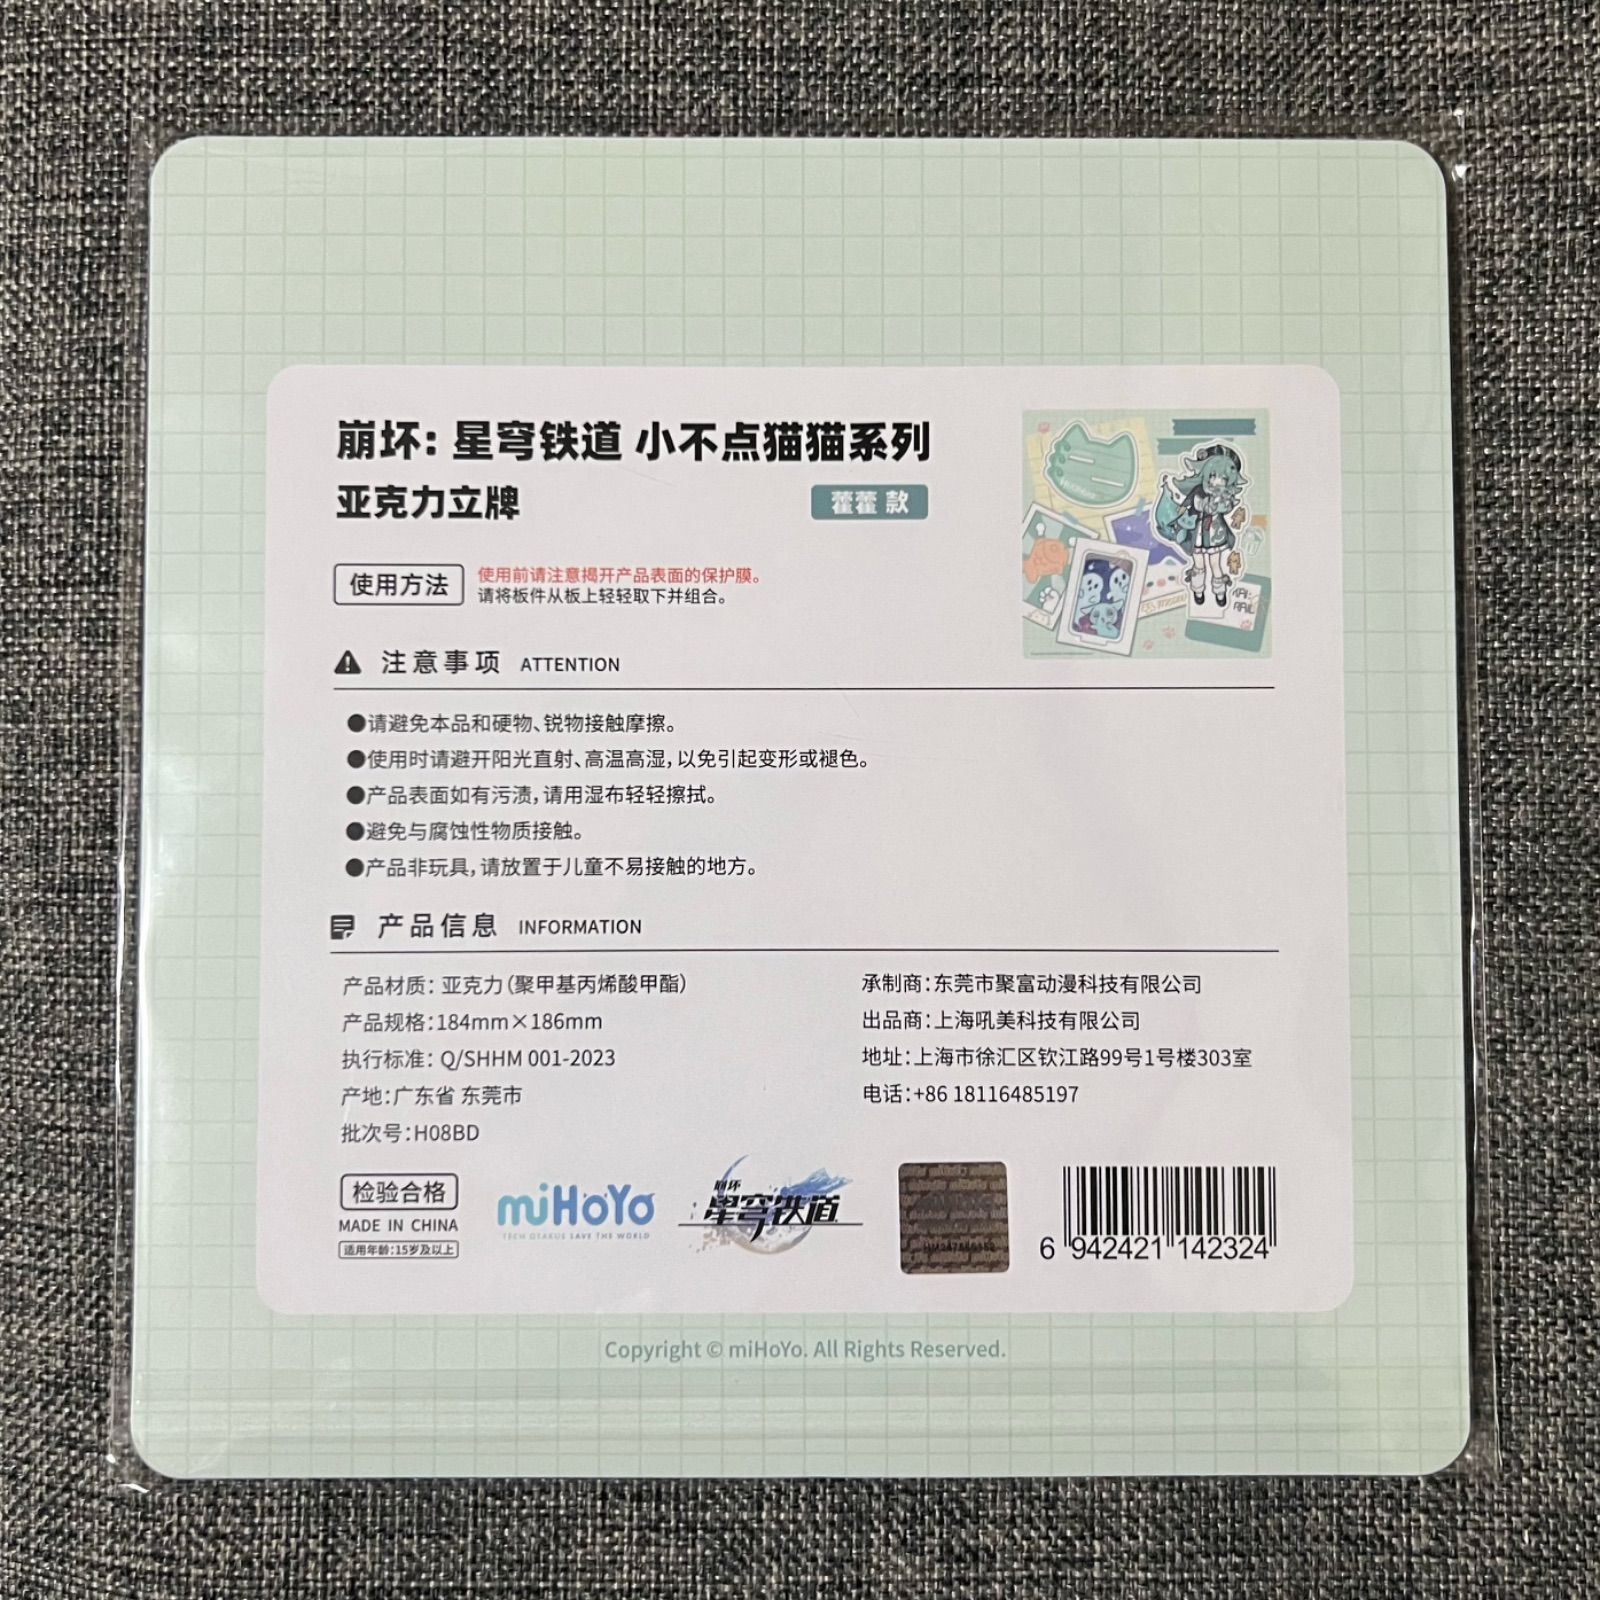 崩坏：星穹铁道 小不点猫猫系列
亚克力立牌
藿藿 款
使用方法
使用前请注意揭开产品表面的保护膜。
请将板件从板上轻轻取下并组合。
注意事项 ATTENTION
●请避免本品和硬物、锐物接触摩擦。
●使用时请避开阳光直射、高温高湿，以免引起变形或褪色。
●产品表面如有污渍，请用湿布轻轻擦拭。
●避免与腐蚀性物质接触。
●产品非玩具，请放置于儿童不易接触的地方。
产品信息 INFORMATION
产品材质：亚克力（聚甲基丙烯酸甲酯）
产品规格：184mm×186mm
执行标准：Q/SHHM 001-2023
产地：广东省 东莞市
批次号：H08BD
承制商：东莞市聚富动漫科技有限公司
出品商：上海吼美科技有限公司
地址：上海市徐汇区钦江路99号1号楼303室
电话：+86 18116485197
检验合格
MADE IN CHINA
适用年龄：15岁及以上
miHoYo
TECH OTAKUS SAVE THE WORLD
崩坏
星穹铁道
6 942421 142324
Copyright © miHoYo. All Rights Reserved.